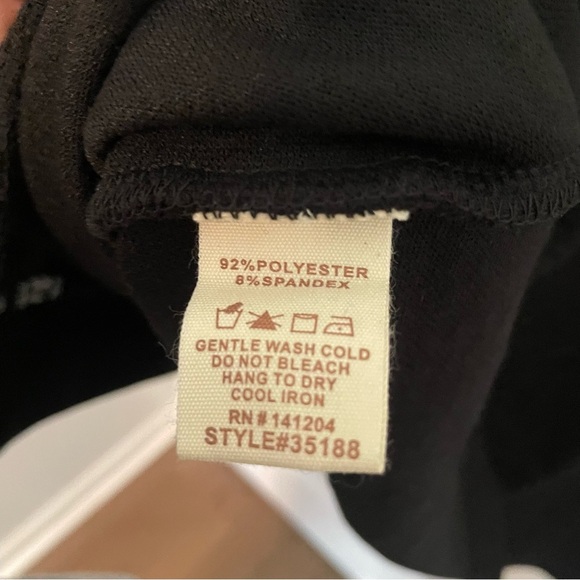 92%POLYESTER
8%SPANDEX
GENTLE WASH COLD
DO NOT BLEACH
HANG TO DRY
COOL IRON
RN#141204
STYLE#35188